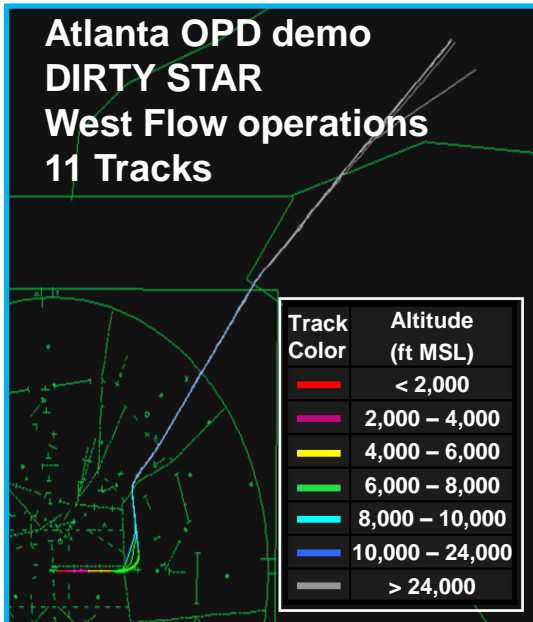 Atlanta OPD demo
DIRTY STAR
West Flow operations
11 Tracks
Track Color Altitude (ft MSL)
< 2,000
2,000 – 4,000
4,000 – 6,000
6,000 – 8,000
8,000 – 10,000
10,000 – 24,000
> 24,000